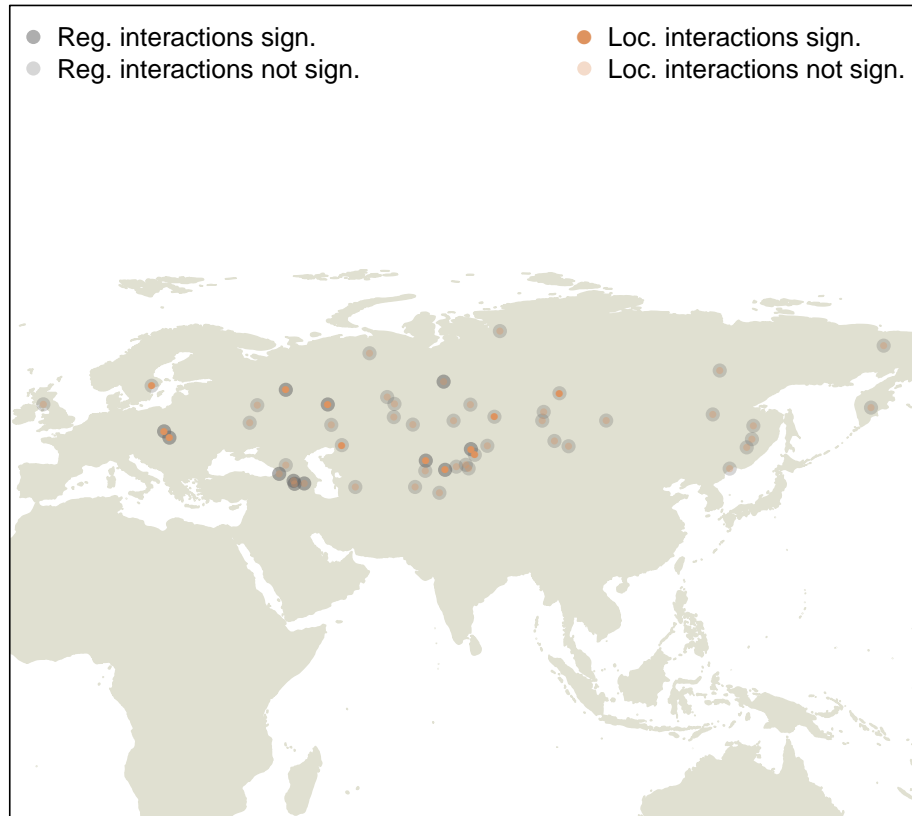 Reg. interactions sign.
Reg. interactions not sign.
Loc. interactions sign.
Loc. interactions not sign.